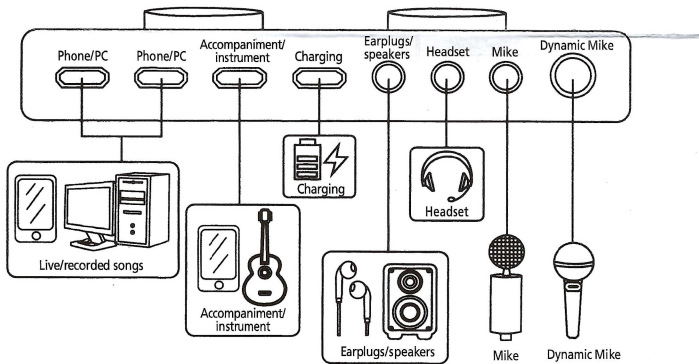 Phone/PC
Phone/PC
Accompaniment/
instrument
Charging
Earplugs/
speakers
Headset
Mike
Dynamic Mike
Charging
Headset
Live/recorded songs
Accompaniment/
instrument
Earplugs/speakers
Mike
Dynamic Mike